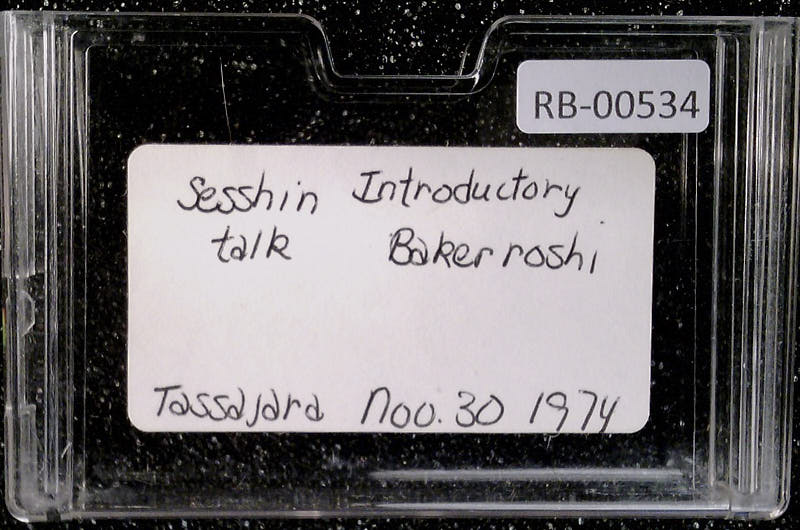 RB-00534
Sesshin Introductory
talk Baker roshi
Tassajara Nov. 30 1974